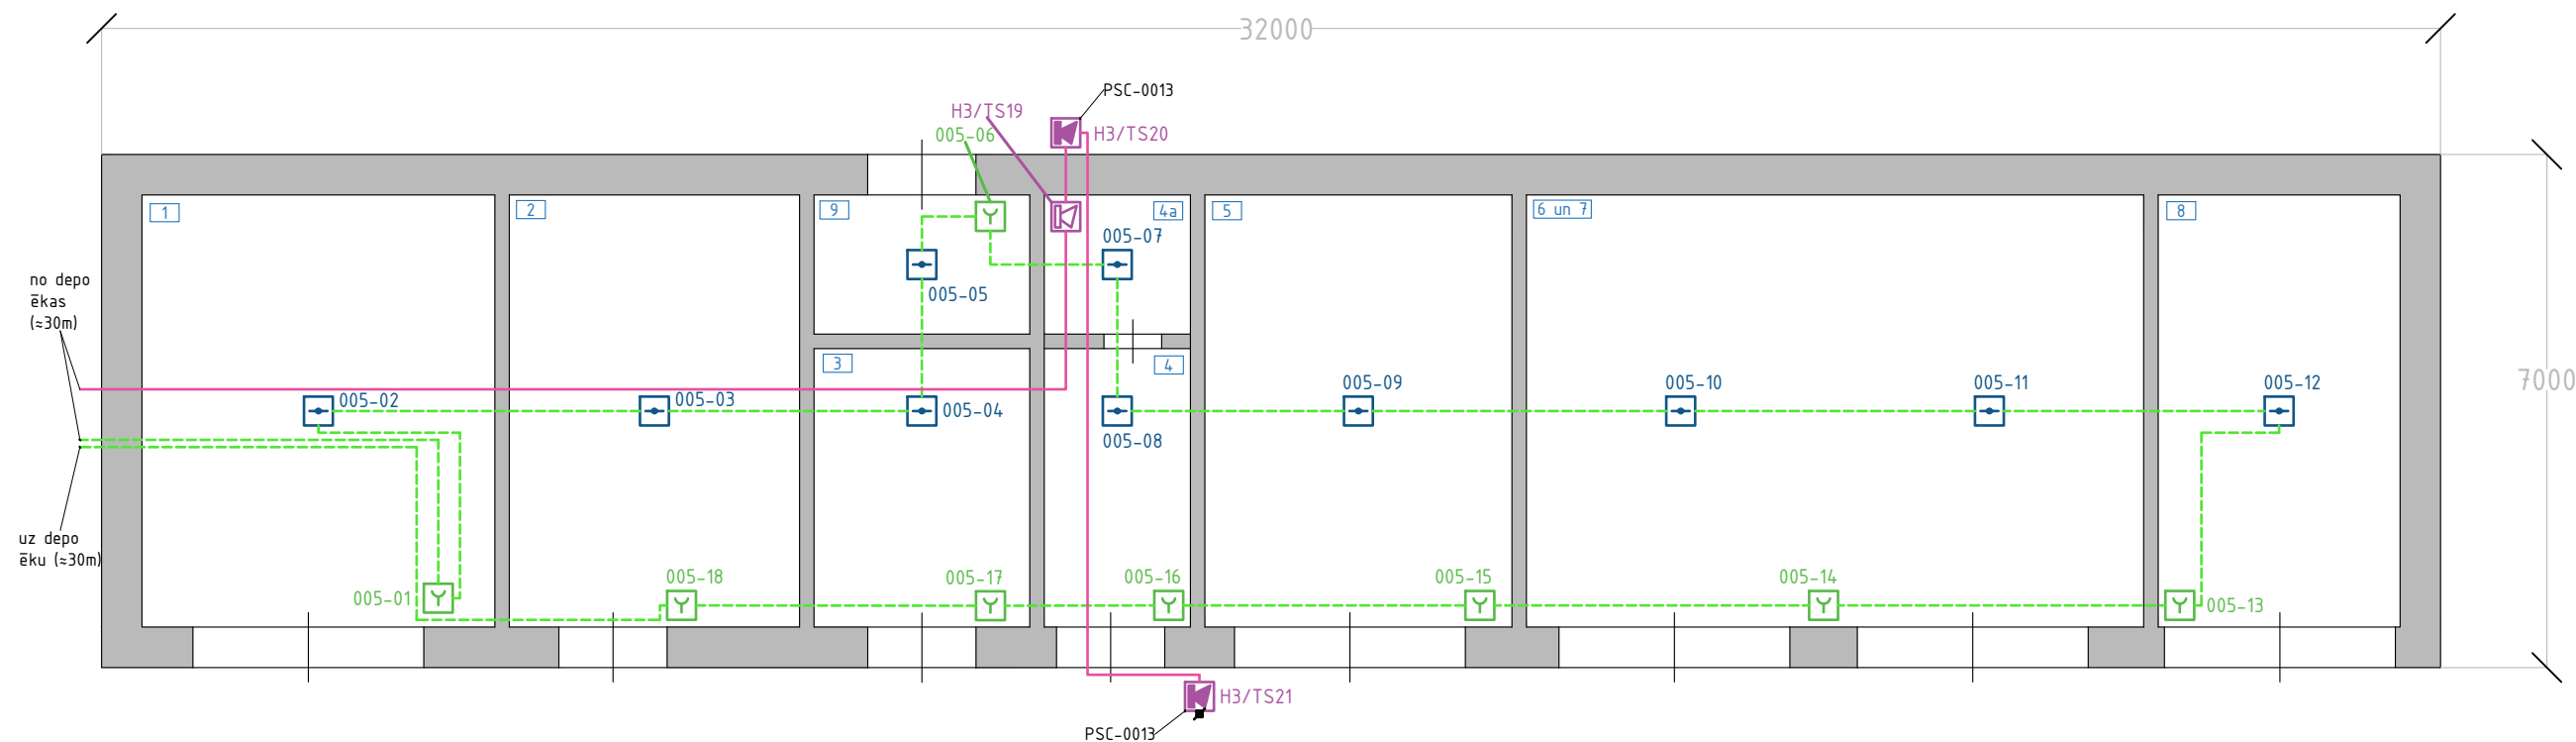 32000
PSC-0013
H3/TS19
H3/TS20
005-06
1
2
9
4a
5
6 un 7
8
005-07
005-05
no depo
ēkas
(≈30m)
3
4
7000
005-02
005-03
005-04
005-08
005-09
005-10
005-11
005-12
uz depo
ēku (≈30m)
005-01
005-18
005-17
005-16
005-15
005-14
005-13
H3/TS21
PSC-0013